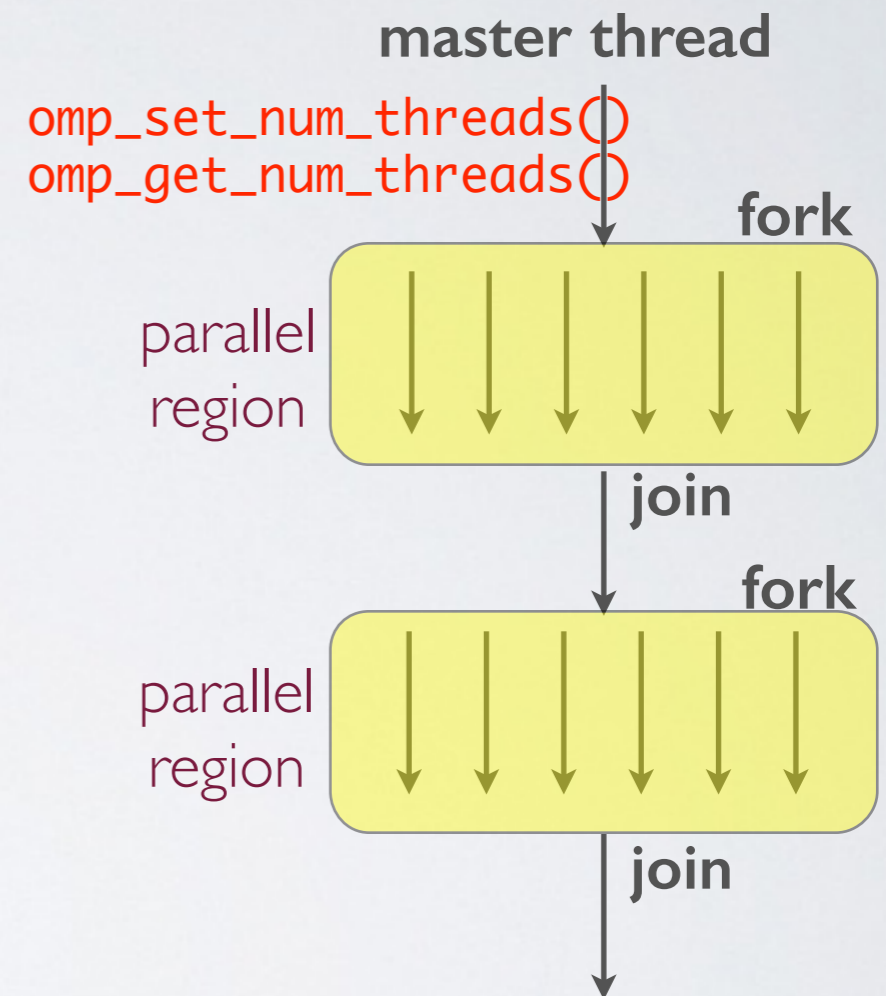 master thread
omp_set_num_threads()
omp_get_num_threads()
fork
parallel
region
join
fork
parallel
region
join